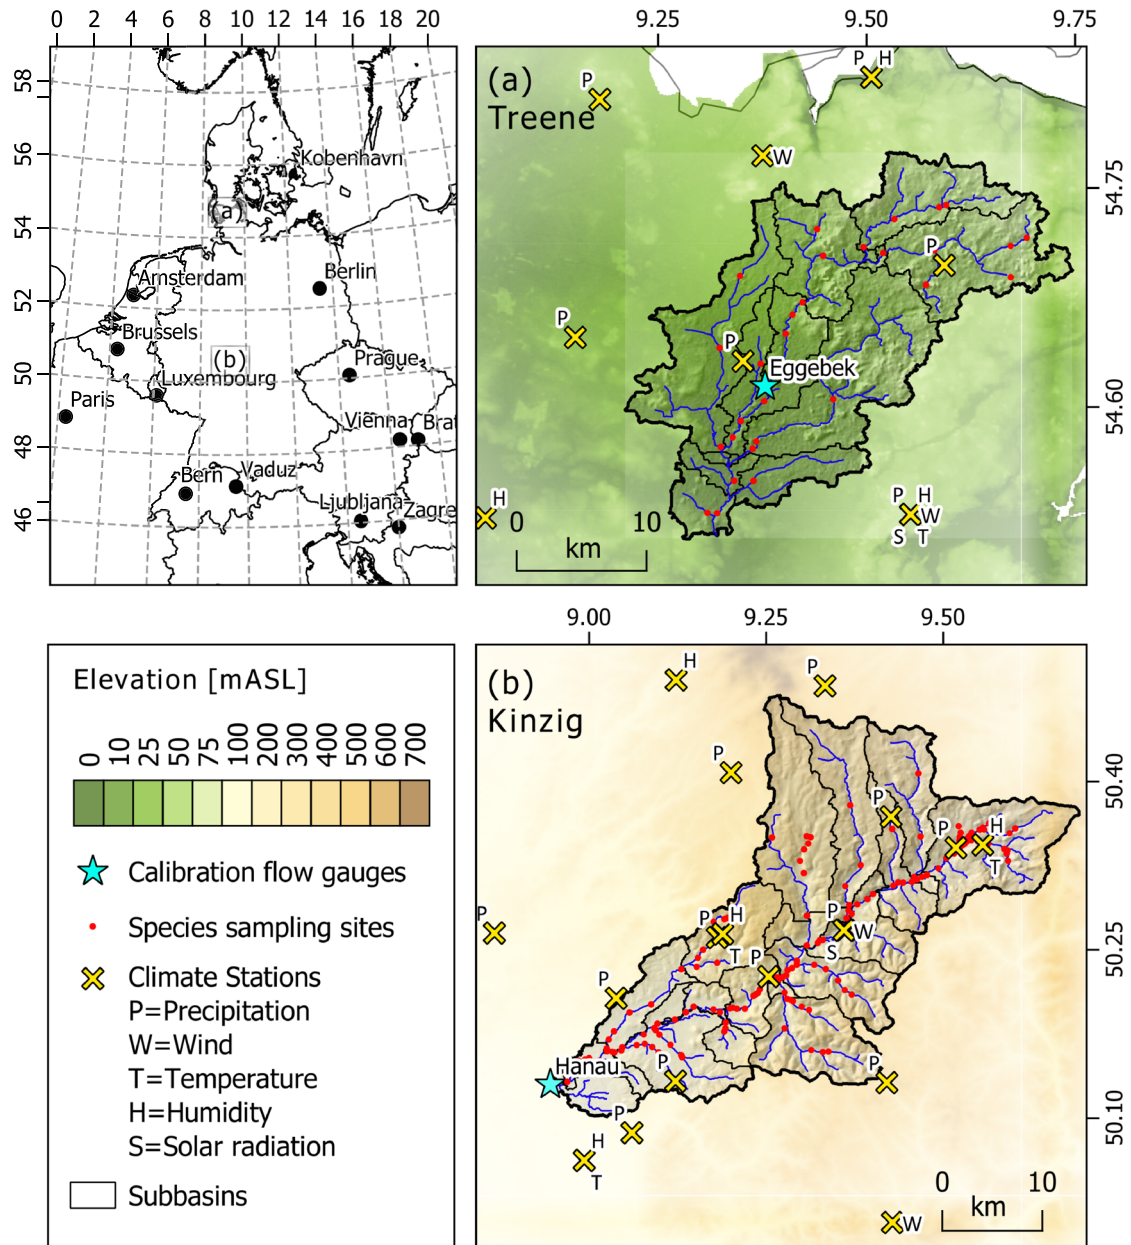 0 2 4 6 8 10 12 14 16 18 20
58
56
54
52
50
48
46
Kobenhavn
(a)
Berlin
Amsterdam
Brussels
(b)
Prague
Luxembourg
Paris
Vienna
Brat
Bern
Vaduz
Ljubljana
Zagre
9.25 9.50 9.75
(a)
Treene
P
P H
W
P
P
P
Eggebek
H
P H
W
S T
0 10
km
54.75
54.60
Elevation [mASL]
0 10 25 50 75 100 200 300 400 500 600 700
Calibration flow gauges
Species sampling sites
Climate Stations
P=Precipitation
W=Wind
T=Temperature
H=Humidity
S=Solar radiation
Subbasins
9.00 9.25 9.50
(b)
Kinzig
H
P
P
P
P H
T
P
P W
S
P H
T
P
P
Hanau
P
P
P
H
T
W
0 10
km
50.40
50.25
50.10